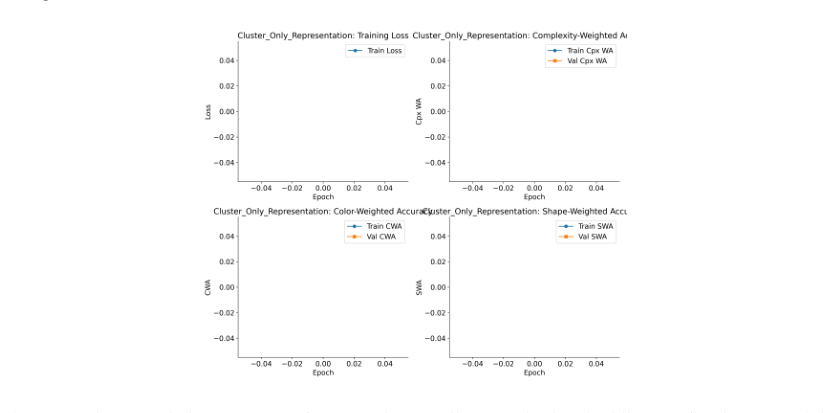 Cluster_Only_Representation: Training Loss
Train Loss
0.04
0.02
0.00
−0.02
−0.04
Loss
−0.04 −0.02 0.00 0.02 0.04
Epoch
Cluster_Only_Representation: Complexity-Weighted A
Train Cpx WA
Val Cpx WA
0.04
0.02
0.00
−0.02
−0.04
Cpx WA
−0.04 −0.02 0.00 0.02 0.04
Epoch
Cluster_Only_Representation: Color-Weighted Accuracy
Train CWA
Val CWA
0.04
0.02
0.00
−0.02
−0.04
CWA
−0.04 −0.02 0.00 0.02 0.04
Epoch
Cluster_Only_Representation: Shape-Weighted Accu
Train SWA
Val SWA
0.04
0.02
0.00
−0.02
−0.04
SWA
−0.04 −0.02 0.00 0.02 0.04
Epoch